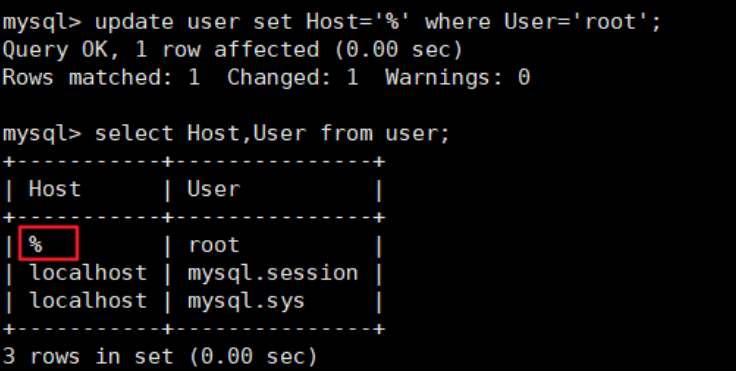 mysql> update user set Host='%' where User='root';
Query OK, 1 row affected (0.00 sec)
Rows matched: 1  Changed: 1  Warnings: 0

mysql> select Host,User from user;
+-----------+---------------+
| Host      | User          |
+-----------+---------------+
| %         | root          |
| localhost | mysql.session |
| localhost | mysql.sys     |
+-----------+---------------+
3 rows in set (0.00 sec)